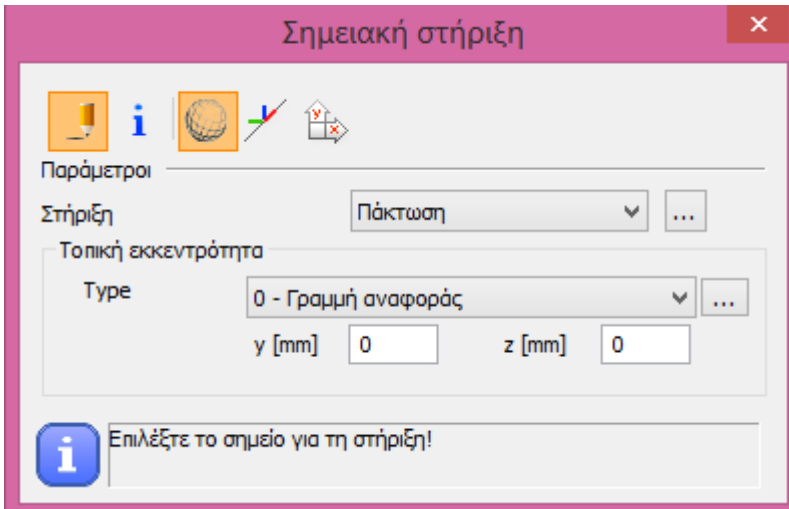 Σημειακή στήριξη
Παράμετροι
Στήριξη Πάκτωση ...
Τοπική εκκεντρότητα
Type 0 - Γραμμή αναφοράς ...
y [mm] 0 z [mm] 0
Επιλέξτε το σημείο για τη στήριξη!